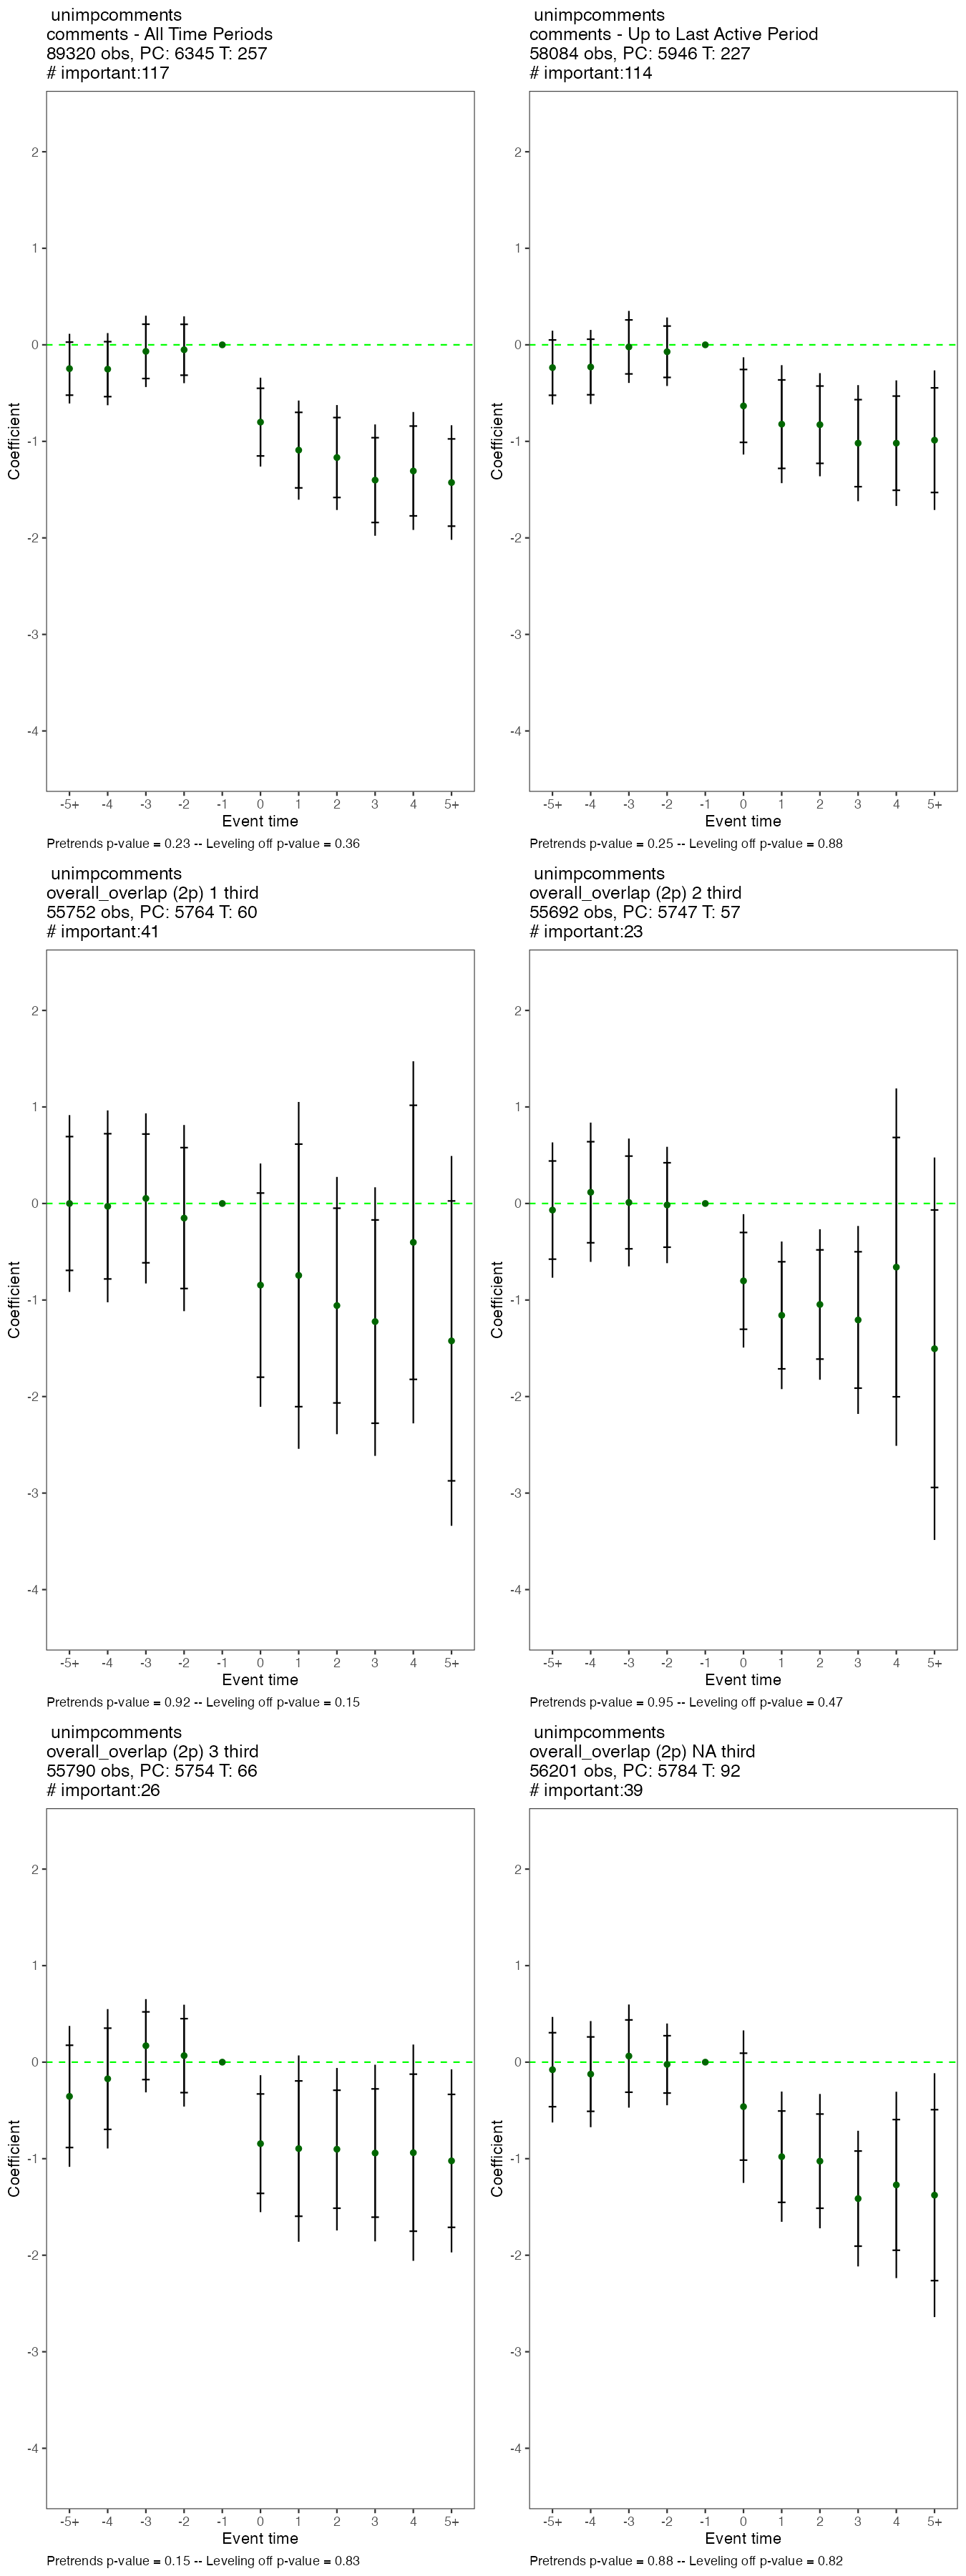 unimpcomments
comments - All Time Periods
89320 obs, PC: 6345 T: 257
# important:117
2
1
0
-1
-2
-3
-4
Coefficient
-5+ -4 -3 -2 -1 0 1 2 3 4 5+
Event time
Pretrends p-value = 0.23 -- Leveling off p-value = 0.36
unimpcomments
comments - Up to Last Active Period
58084 obs, PC: 5946 T: 227
# important:114
2
1
0
-1
-2
-3
-4
Coefficient
-5+ -4 -3 -2 -1 0 1 2 3 4 5+
Event time
Pretrends p-value = 0.25 -- Leveling off p-value = 0.88
unimpcomments
overall_overlap (2p) 1 third
55752 obs, PC: 5764 T: 60
# important:41
2
1
0
-1
-2
-3
-4
Coefficient
-5+ -4 -3 -2 -1 0 1 2 3 4 5+
Event time
Pretrends p-value = 0.92 -- Leveling off p-value = 0.15
unimpcomments
overall_overlap (2p) 2 third
55692 obs, PC: 5747 T: 57
# important:23
2
1
0
-1
-2
-3
-4
Coefficient
-5+ -4 -3 -2 -1 0 1 2 3 4 5+
Event time
Pretrends p-value = 0.95 -- Leveling off p-value = 0.47
unimpcomments
overall_overlap (2p) 3 third
55790 obs, PC: 5754 T: 66
# important:26
2
1
0
-1
-2
-3
-4
Coefficient
-5+ -4 -3 -2 -1 0 1 2 3 4 5+
Event time
Pretrends p-value = 0.15 -- Leveling off p-value = 0.83
unimpcomments
overall_overlap (2p) NA third
56201 obs, PC: 5784 T: 92
# important:39
2
1
0
-1
-2
-3
-4
Coefficient
-5+ -4 -3 -2 -1 0 1 2 3 4 5+
Event time
Pretrends p-value = 0.88 -- Leveling off p-value = 0.82